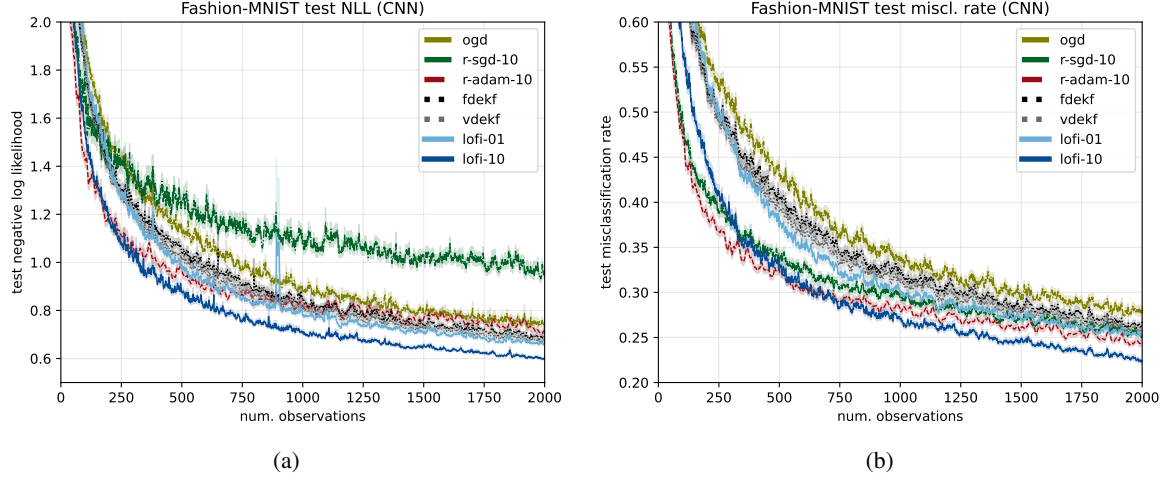 Fashion-MNIST test NLL (CNN)
test negative log likelihood
2.0
1.8
1.6
1.4
1.2
1.0
0.8
0.6
0
250
500
750
1000
1250
1500
1750
2000
num. observations
ogd
r-sgd-10
r-adam-10
fdekf
vdekf
lofi-01
lofi-10
(a)
Fashion-MNIST test miscl. rate (CNN)
test misclassification rate
0.60
0.55
0.50
0.45
0.40
0.35
0.30
0.25
0.20
0
250
500
750
1000
1250
1500
1750
2000
num. observations
ogd
r-sgd-10
r-adam-10
fdekf
vdekf
lofi-01
lofi-10
(b)